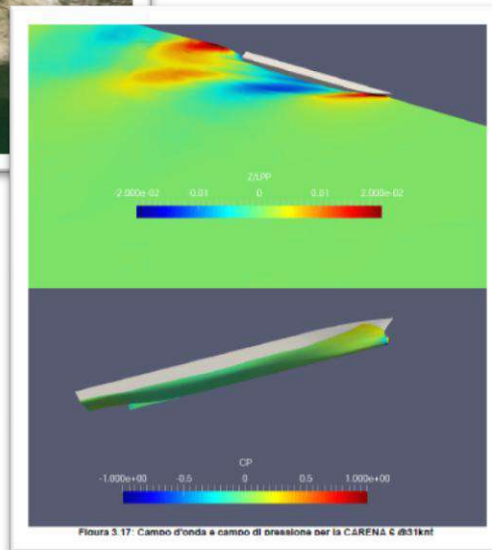 Z/LPP
-2.000e-02 -0.01 0 0.01 2.000e-02
CP
-1.000e+00 -0.5 0 0.5 1.000e+00
Figura 3.17: Campo d'onda e campo di pressione per la CARENA 6 @31knt